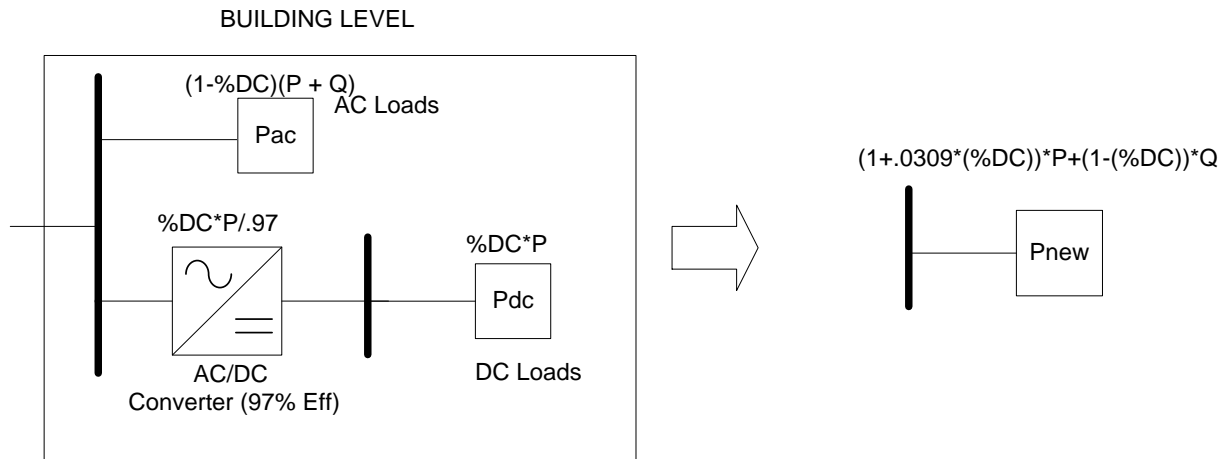 BUILDING LEVEL
(1-%DC)(P + Q)
AC Loads
Pac
%DC*P/.97
%DC*P
Pdc
AC/DC
Converter (97% Eff)
DC Loads
(1+.0309*(%DC))*P+(1-(%DC))*Q
Pnew